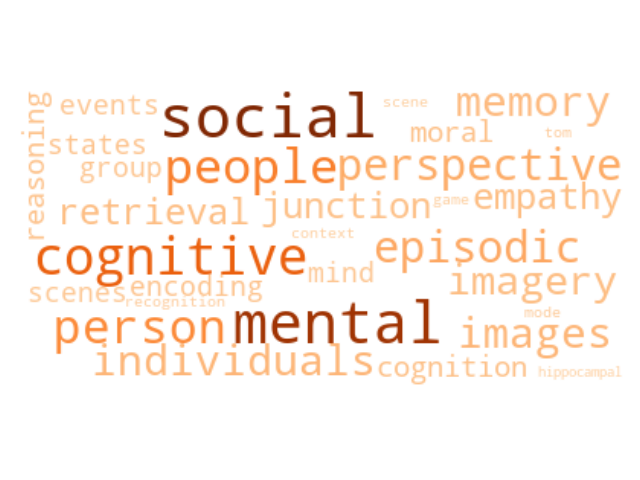 reasoning
events
social
scene
memory
states
moral
tom
group
people
perspective
retrieval
junction
game
empathy
context
cognitive
episodic
mind
imagery
scenes
encoding
recognition
person
mental
mode
images
individuals
cognition
hippocampal